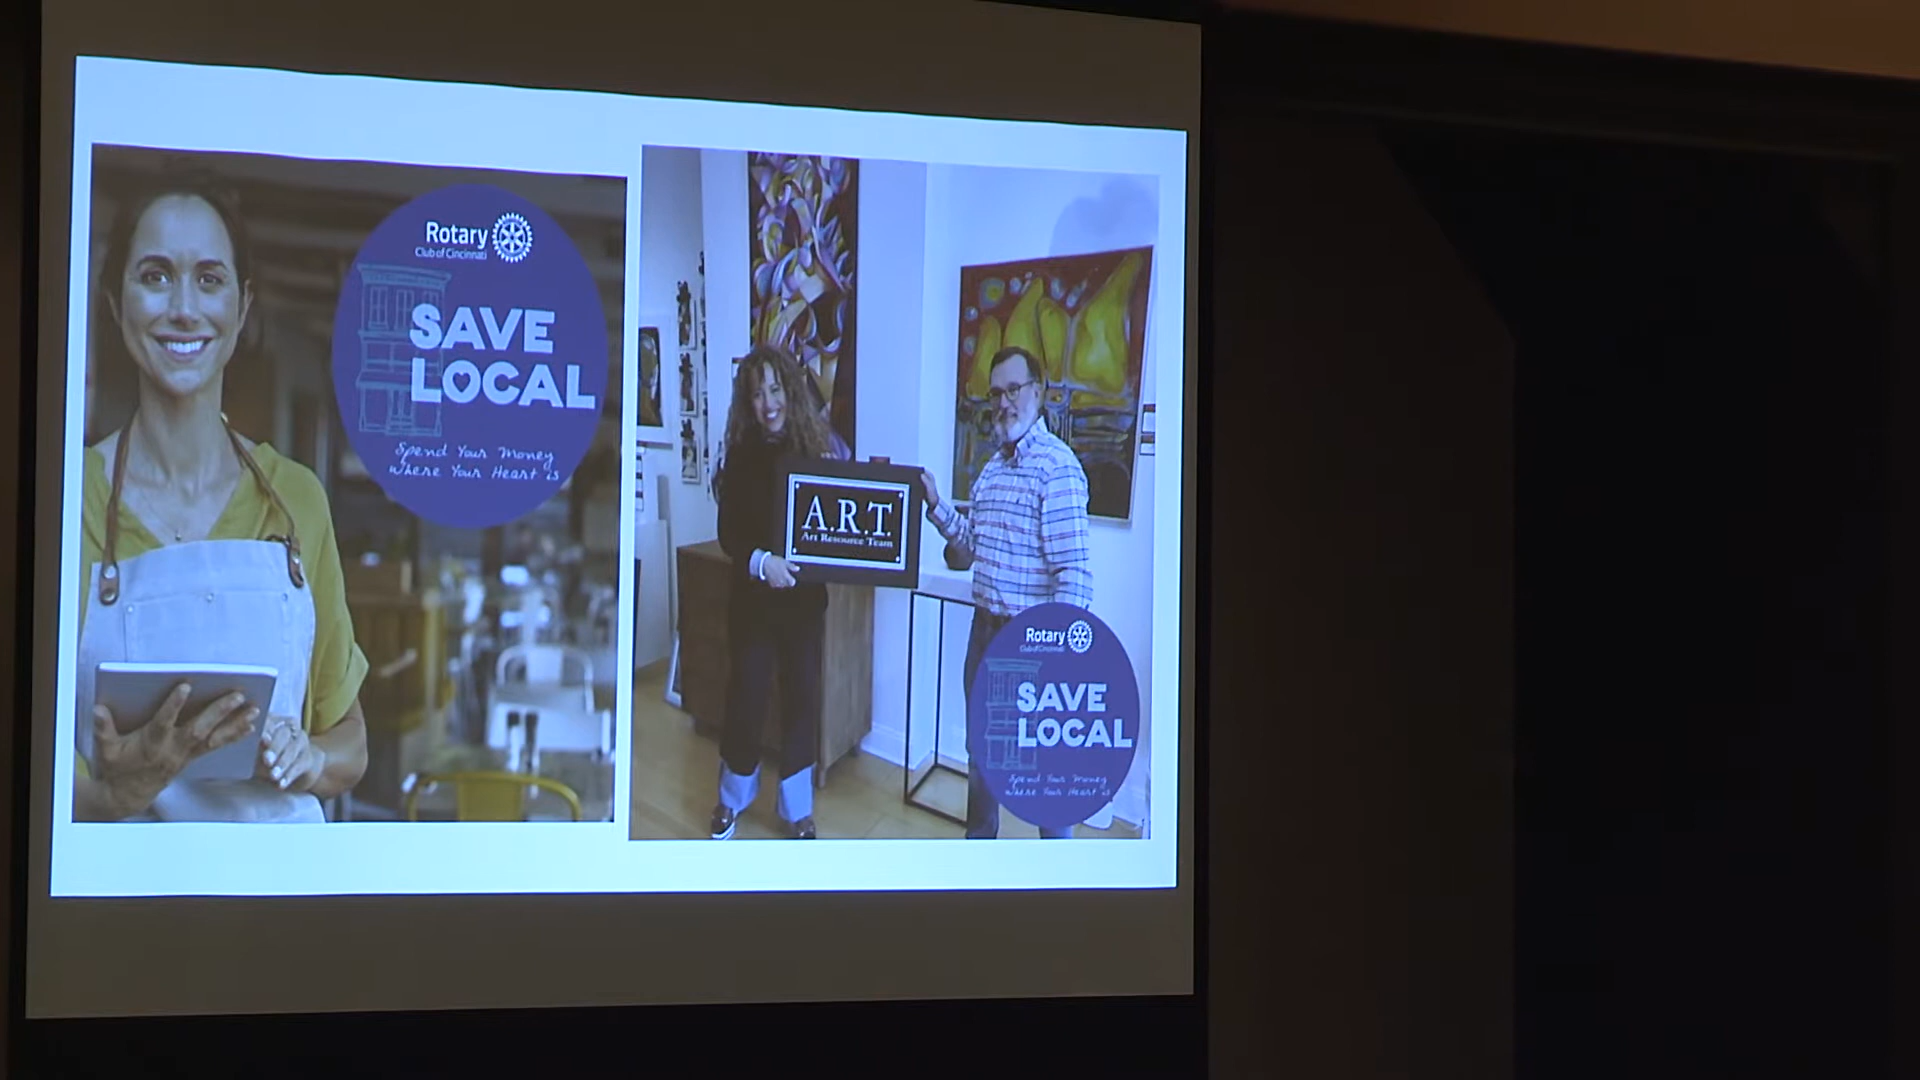 Rotary
Club of Cincinnati
SAVE
LOCAL
Spend Your Money
Where Your Heart is
A.R.T.
Art Resource Team
Rotary
Club of Cincinnati
SAVE
LOCAL
Spend Your Money
Where Your Heart is